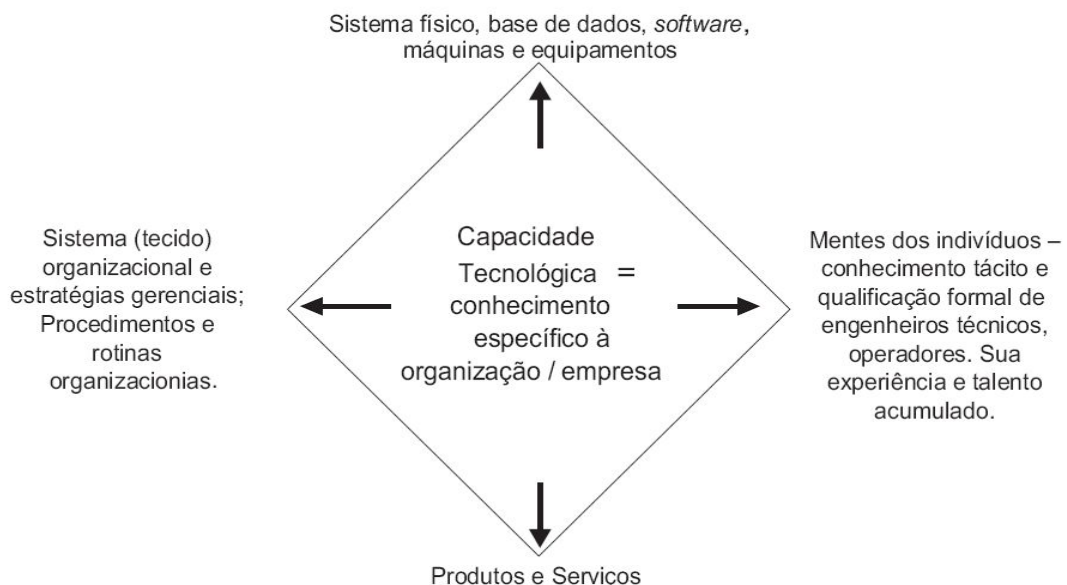 Sistema físico, base de dados, software,
máquinas e equipamentos
Sistema (tecido)
organizacional e
estratégias gerenciais;
Procedimentos e
rotinas
organizacionias.
Capacidade
Tecnológica =
conhecimento
específico à
organização / empresa
Mentes dos indivíduos –
conhecimento tácito e
qualificação formal de
engenheiros técnicos,
operadores. Sua
experiência e talento
acumulado.
Produtos e Servicos